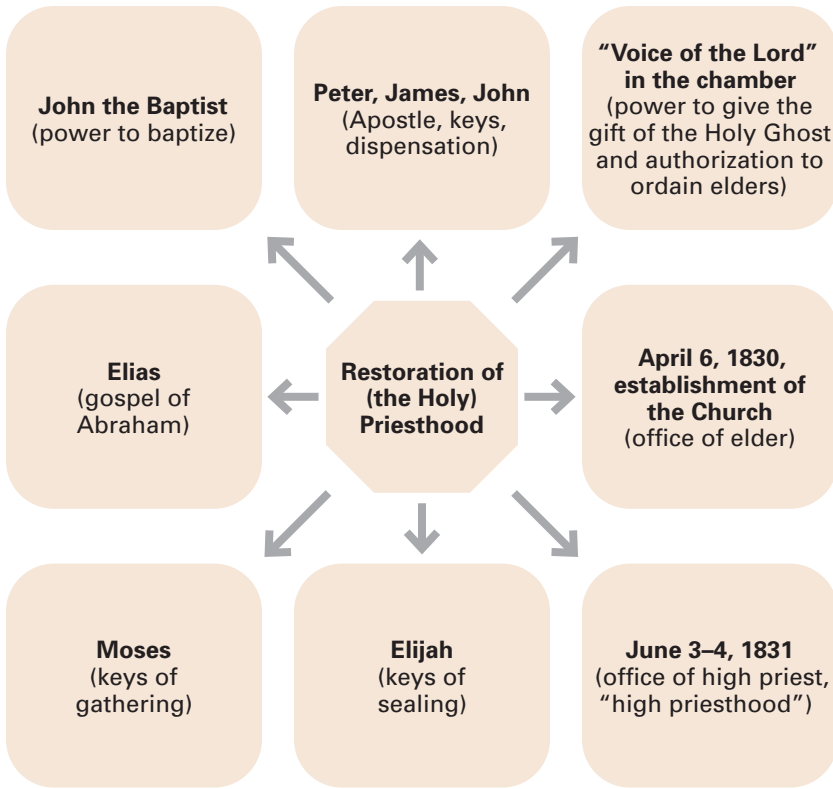 John the Baptist
(power to baptize)
Peter, James, John
(Apostle, keys,
dispensation)
“Voice of the Lord”
in the chamber
(power to give the
gift of the Holy Ghost
and authorization to
ordain elders)
Elias
(gospel of
Abraham)
Restoration of
(the Holy)
Priesthood
April 6, 1830,
establishment of
the Church
(office of elder)
Moses
(keys of
gathering)
Elijah
(keys of
sealing)
June 3–4, 1831
(office of high priest,
“high priesthood”)